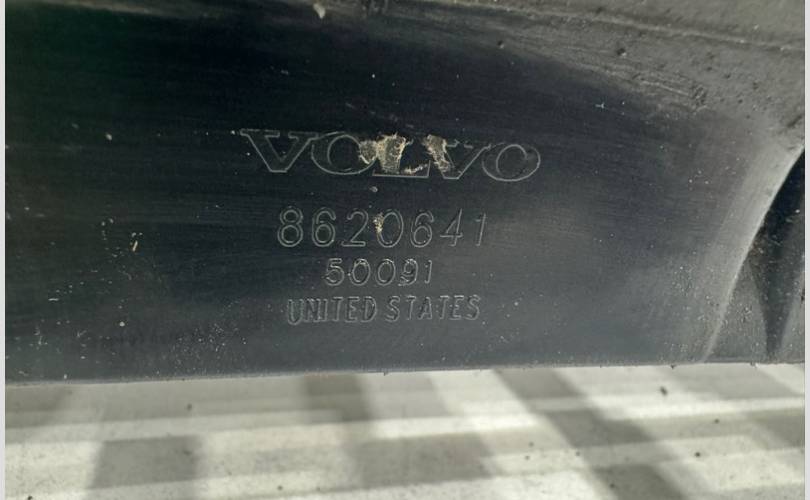 VOLVO
8620641
50091
UNITED STATES